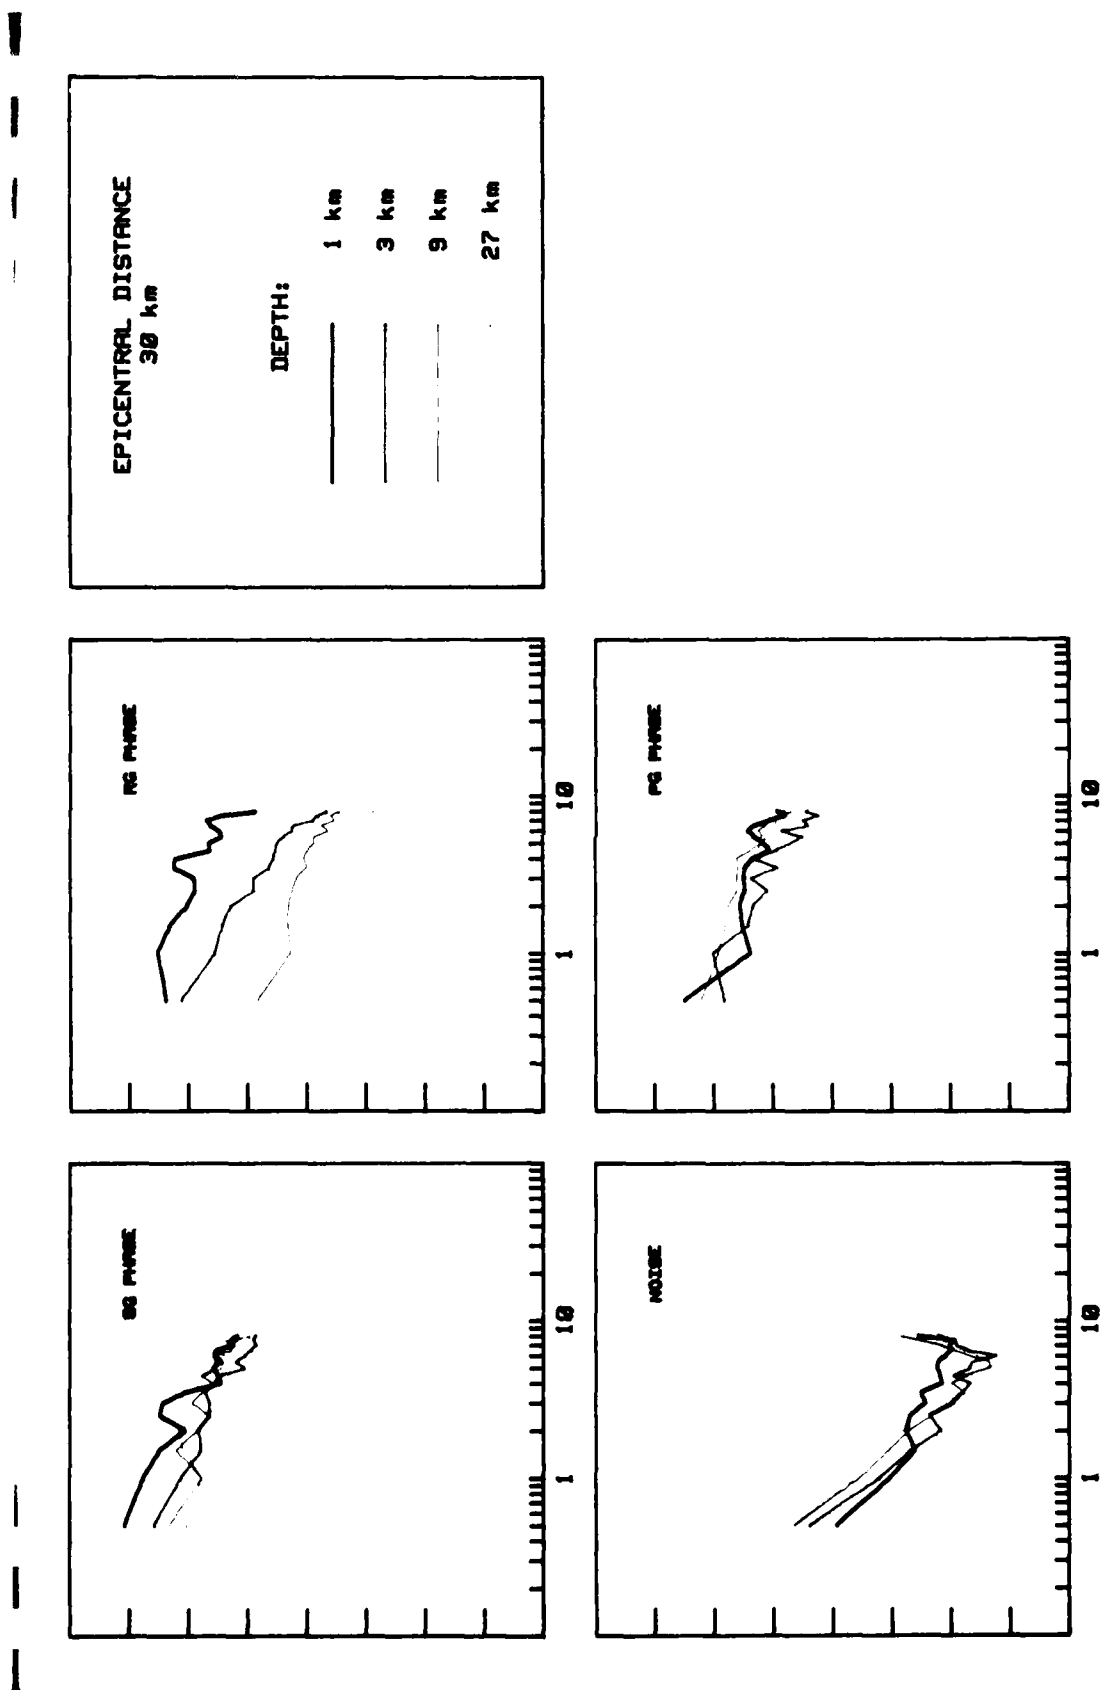 EPICENTRAL DISTANCE
30 km
DEPTH:
1 km
3 km
9 km
27 km
SG PHASE
1 10
RG PHASE
1 10
NOISE
1 10
PG PHASE
1 10